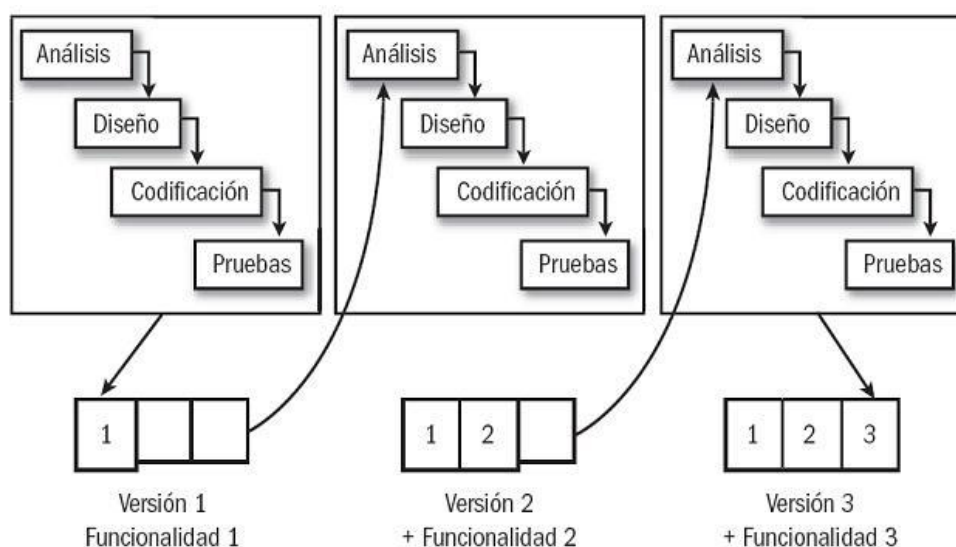 Análisis
Diseño
Codificación
Pruebas
Análisis
Diseño
Codificación
Pruebas
Análisis
Diseño
Codificación
Pruebas
1
1 2
1 2 3
Versión 1
Funcionalidad 1
Versión 2
+ Funcionalidad 2
Versión 3
+ Funcionalidad 3